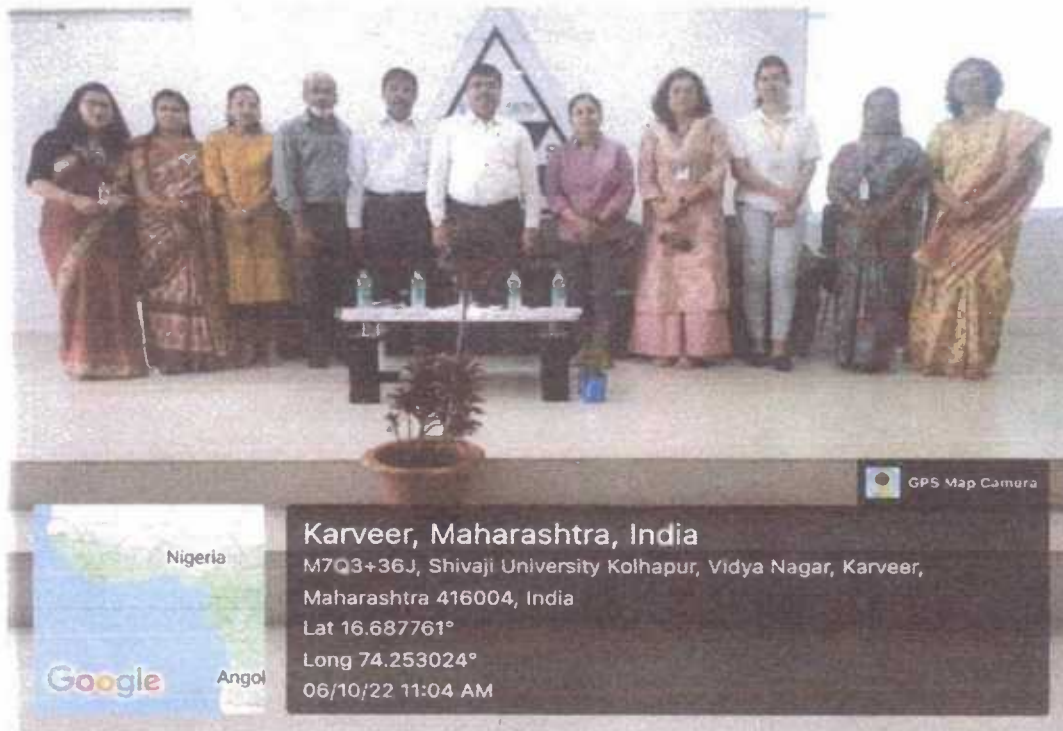 GPS Map Camera
Nigeria
Angol
Google
Karveer, Maharashtra, India
M7Q3+36J, Shivaji University Kolhapur, Vidya Nagar, Karveer,
Maharashtra 416004, India
Lat 16.687761°
Long 74.253024°
06/10/22 11:04 AM